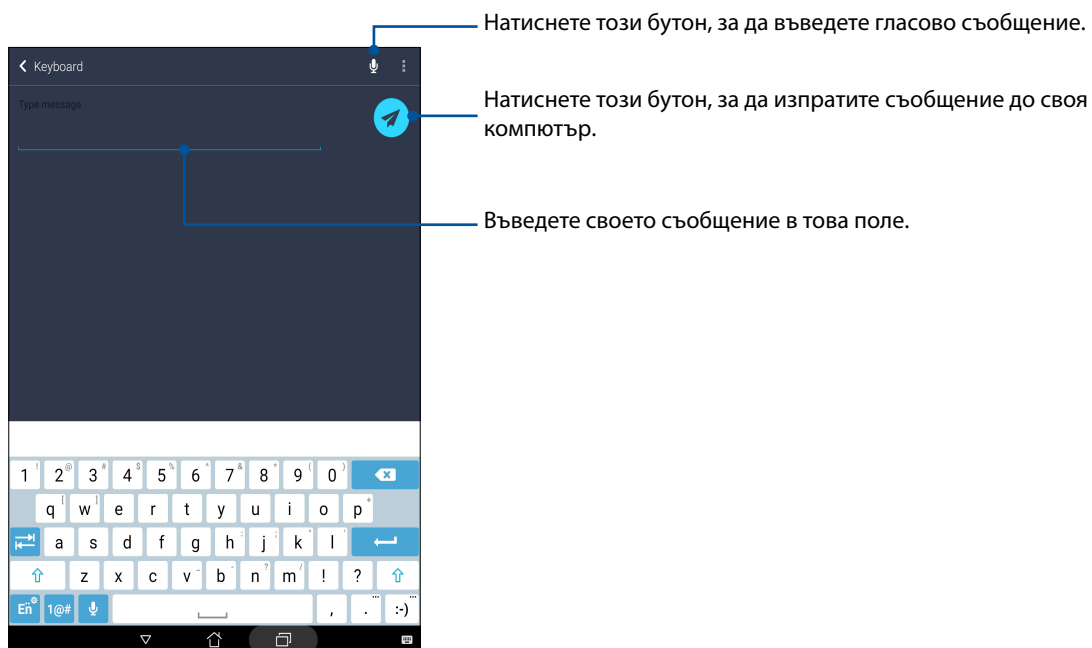 Натиснете този бутон, за да въведете гласово съобщение.
Keyboard
Type message
Натиснете този бутон, за да изпратите съобщение до своя
компютър.
Въведете своето съобщение в това поле.
1 ! 2 @ 3 # 4 $ 5 % 6 ^ 7 & 8 * 9 ( 0 )
q [ w ] e r t y u i o p +
a s d f g h : j ; k " l '
z x c v - b - n ? m / ! ?
En 1@# , . ... :-) ...